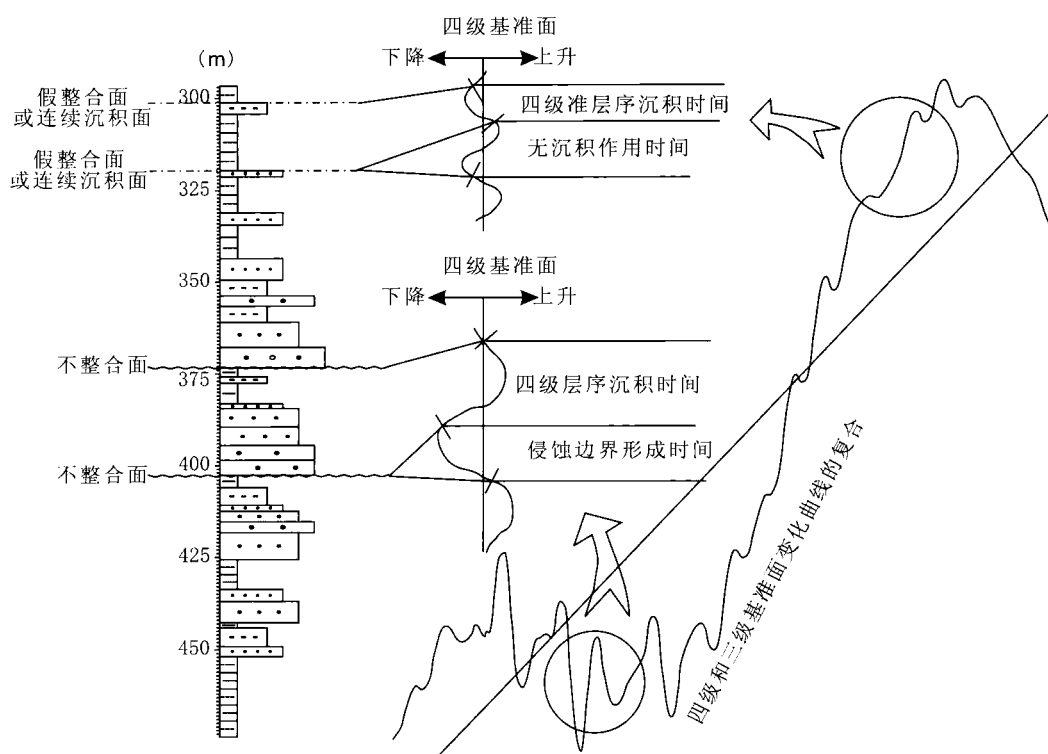 四级基准面
下降
上升
(m)
300
假整合面
或连续沉积面
四级准层序沉积时间
无沉积作用时间
假整合面
或连续沉积面
325
350
四级基准面
下降
上升
不整合面
375
四级层序沉积时间
侵蚀边界形成时间
不整合面
400
425
450
四级和三级基准面变化曲线的复合